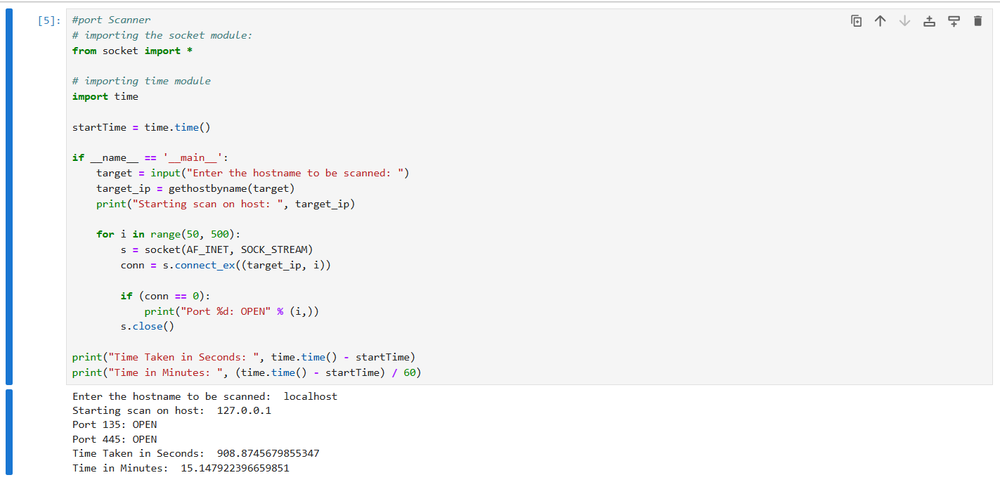 [5]: #port Scanner
# importing the socket module:
from socket import *
# importing time module
import time
startTime = time.time()
if __name__ == '__main__':
    target = input("Enter the hostname to be scanned: ")
    target_ip = gethostbyname(target)
    print("Starting scan on host: ", target_ip)
    for i in range(50, 500):
        s = socket(AF_INET, SOCK_STREAM)
        conn = s.connect_ex((target_ip, i))
        if (conn == 0):
            print("Port %d: OPEN" % (i,))
        s.close()
print("Time Taken in Seconds: ", time.time() - startTime)
print("Time in Minutes: ", (time.time() - startTime) / 60)
Enter the hostname to be scanned:  localhost
Starting scan on host:  127.0.0.1
Port 135: OPEN
Port 445: OPEN
Time Taken in Seconds:  908.8745679855347
Time in Minutes:  15.147922396659851